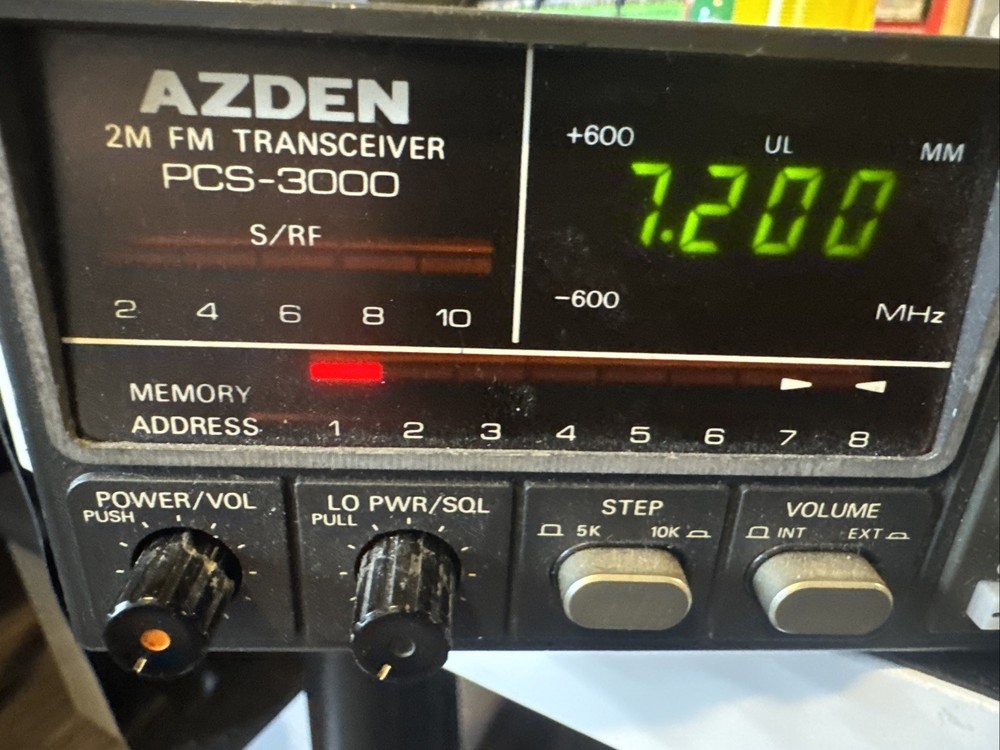 AZDEN
2M FM TRANSCEIVER
PCS-3000
S/RF
2 4 6 8 10
+600 UL MM
7.200
-600 MHz
MEMORY
ADDRESS 1 2 3 4 5 6 7 8
POWER/VOL
PUSH
LO PWR/SQL
PULL
STEP
5K 10K
VOLUME
INT EXT